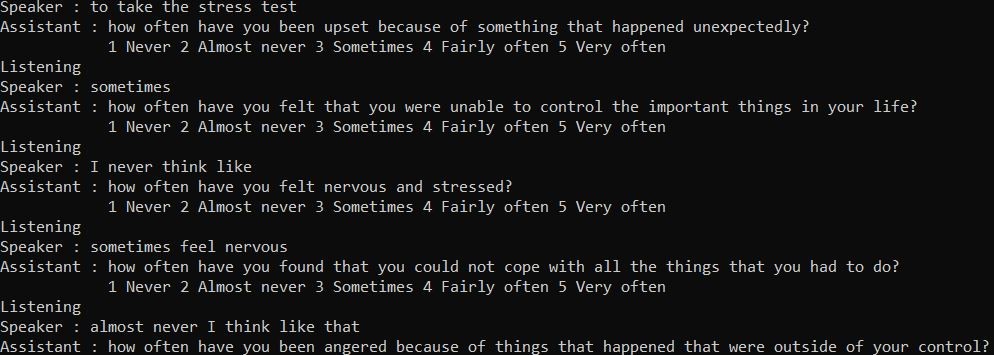 Speaker : to take the stress test
Assistant : how often have you been upset because of something that happened unexpectedly?
1 Never 2 Almost never 3 Sometimes 4 Fairly often 5 Very often
Listening
Speaker : sometimes
Assistant : how often have you felt that you were unable to control the important things in your life?
1 Never 2 Almost never 3 Sometimes 4 Fairly often 5 Very often
Listening
Speaker : I never think like
Assistant : how often have you felt nervous and stressed?
1 Never 2 Almost never 3 Sometimes 4 Fairly often 5 Very often
Listening
Speaker : sometimes feel nervous
Assistant : how often have you found that you could not cope with all the things that you had to do?
1 Never 2 Almost never 3 Sometimes 4 Fairly often 5 Very often
Listening
Speaker : almost never I think like that
Assistant : how often have you been angered because of things that happened that were outside of your control?